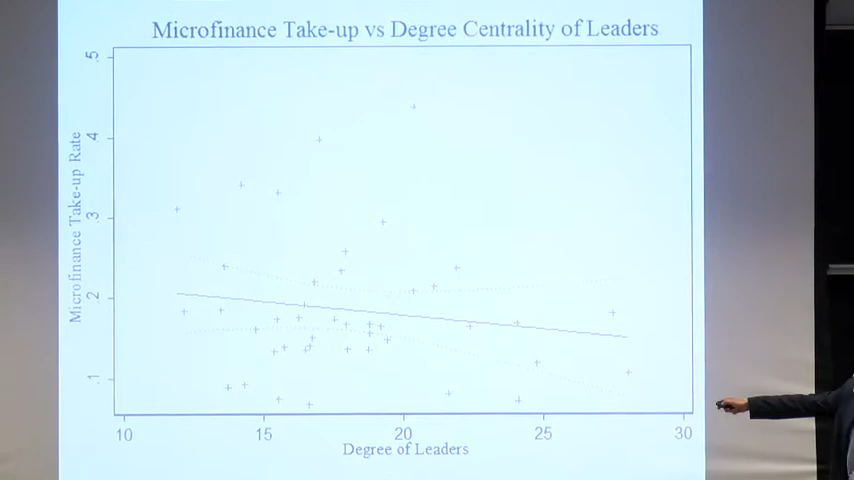 Microfinance Take-up vs Degree Centrality of Leaders
Microfinance Take-up Rate
.5
.4
.3
.2
.1
10 15 20 25 30
Degree of Leaders